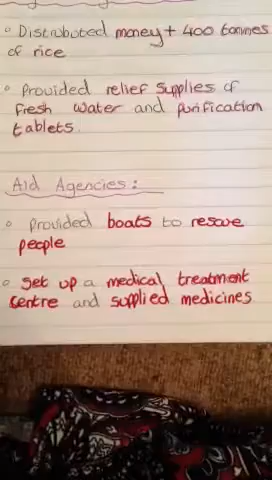 ° Distributed money + 400 tonnes
of rice
° Provided relief supplies of
fresh water and purification
tablets.
Aid Agencies:
° Provided boats to rescue
people
° Set up a medical treatment
centre and supplied medicines